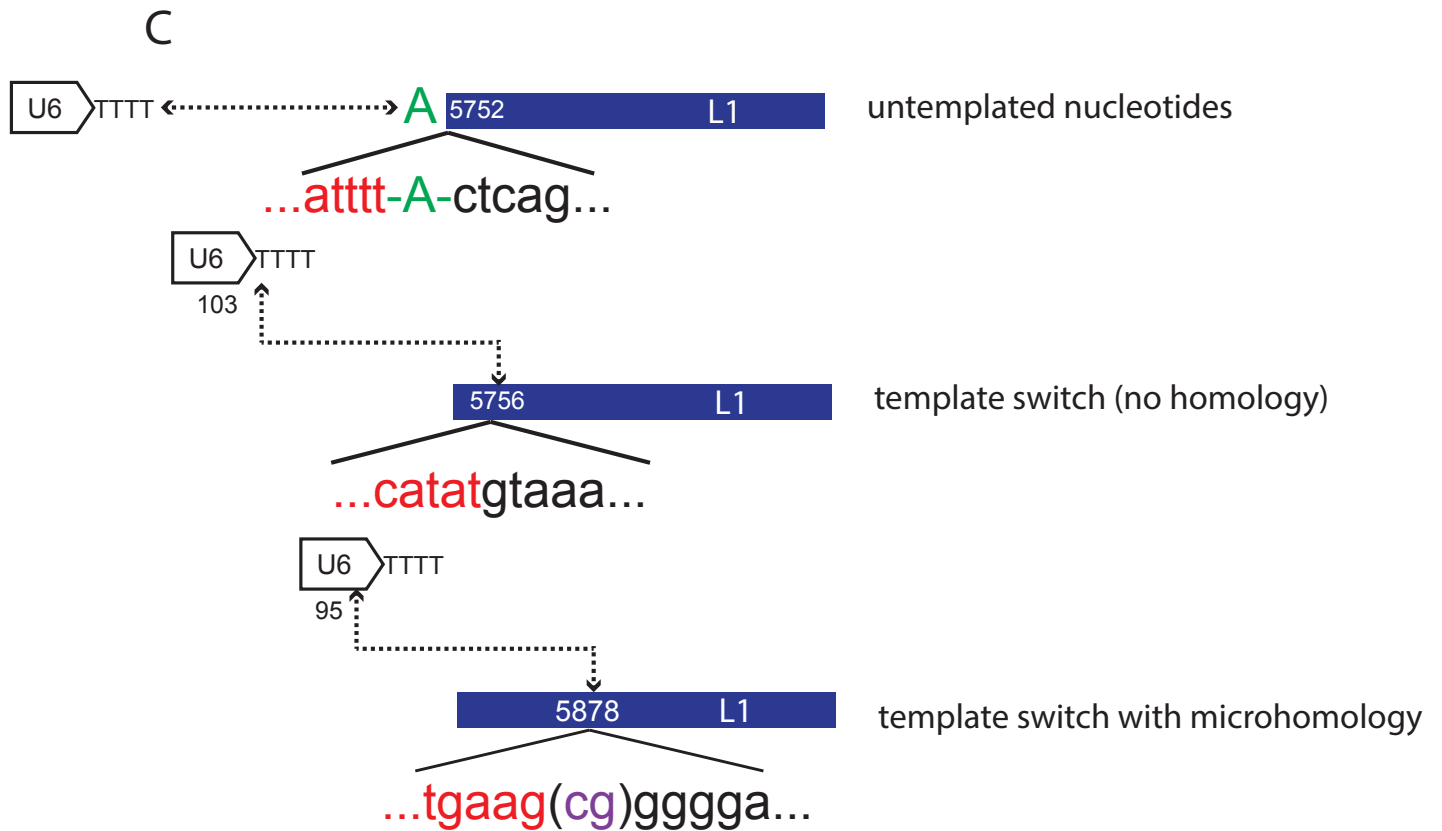 C
U6 TTTT A 5752 L1 untemplated nucleotides
...atttt-A-ctcag...
U6 TTTT
103
5756 L1 template switch (no homology)
...catatgtaaa...
U6 TTTT
95
5878 L1 template switch with microhomology
...tgaag(cg)gggga...